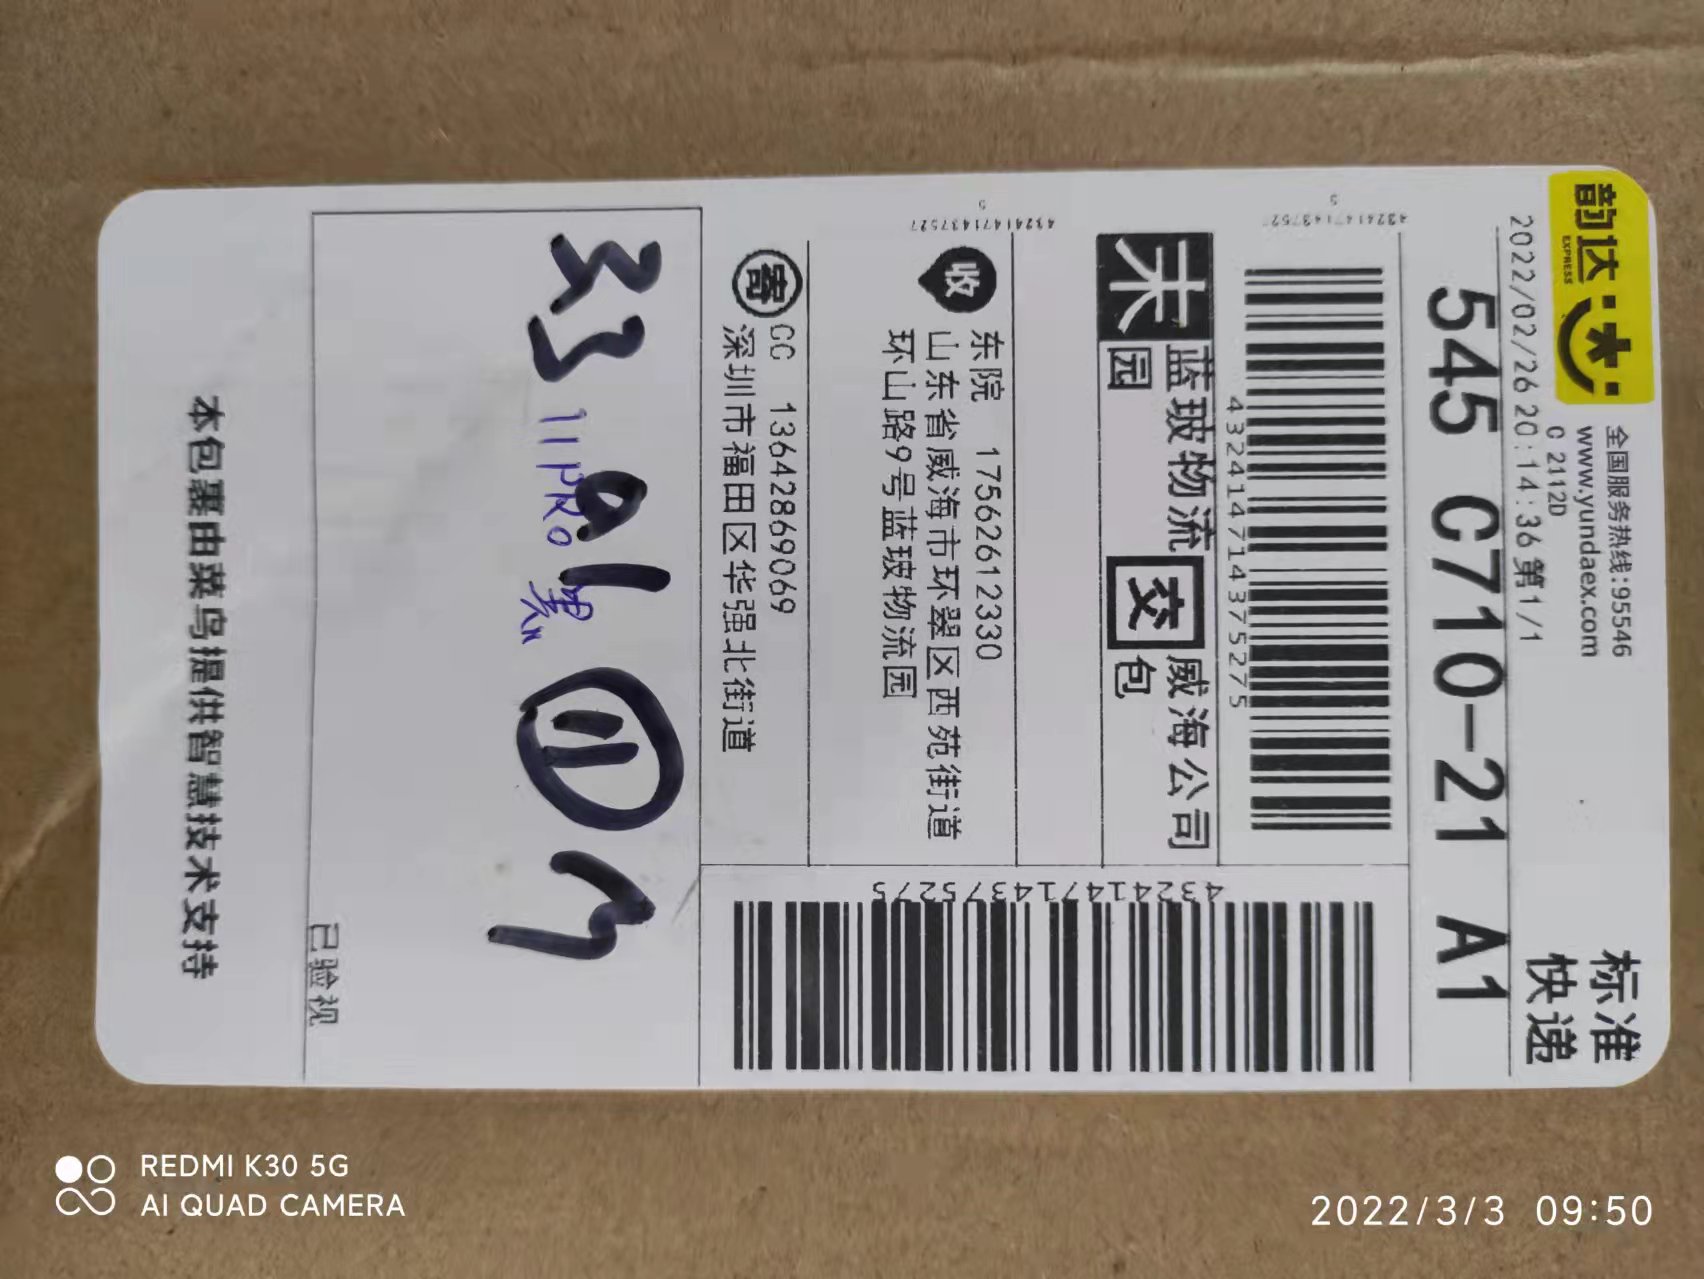 韵达
EXPRESS
全国服务热线:95546
www.yundaex.com
C 2112D
标准
快递
2022/02/26 20:14:36 第1/1
545 C710-21 A1
432414714375275
蓝玻物流
园
交
威海公司
包
432414714375275
收
东院 17562612330
山东省威海市环翠区西苑街道
环山路9号蓝玻物流园
寄
CC 13642869069
深圳市福田区华强北街道
11PRO 黑
已验视
本包裹由菜鸟提供智慧技术支持
REDMI K30 5G
AI QUAD CAMERA
2022/3/3 09:50